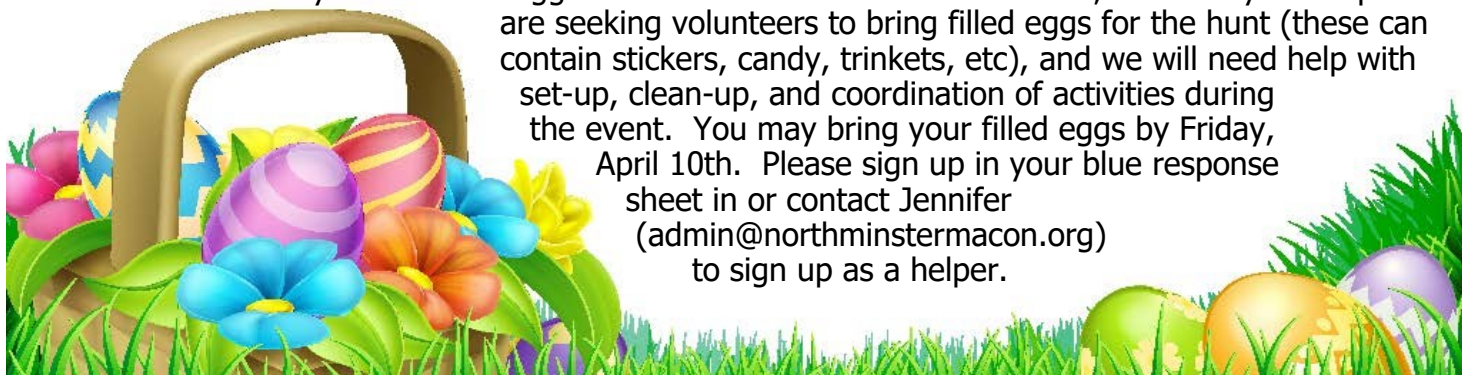 are seeking volunteers to bring filled eggs for the hunt (these can
contain stickers, candy, trinkets, etc), and we will need help with
set-up, clean-up, and coordination of activities during
the event.  You may bring your filled eggs by Friday,
April 10th.  Please sign up in your blue response
sheet in or contact Jennifer
(admin@northminstermacon.org)
to sign up as a helper.